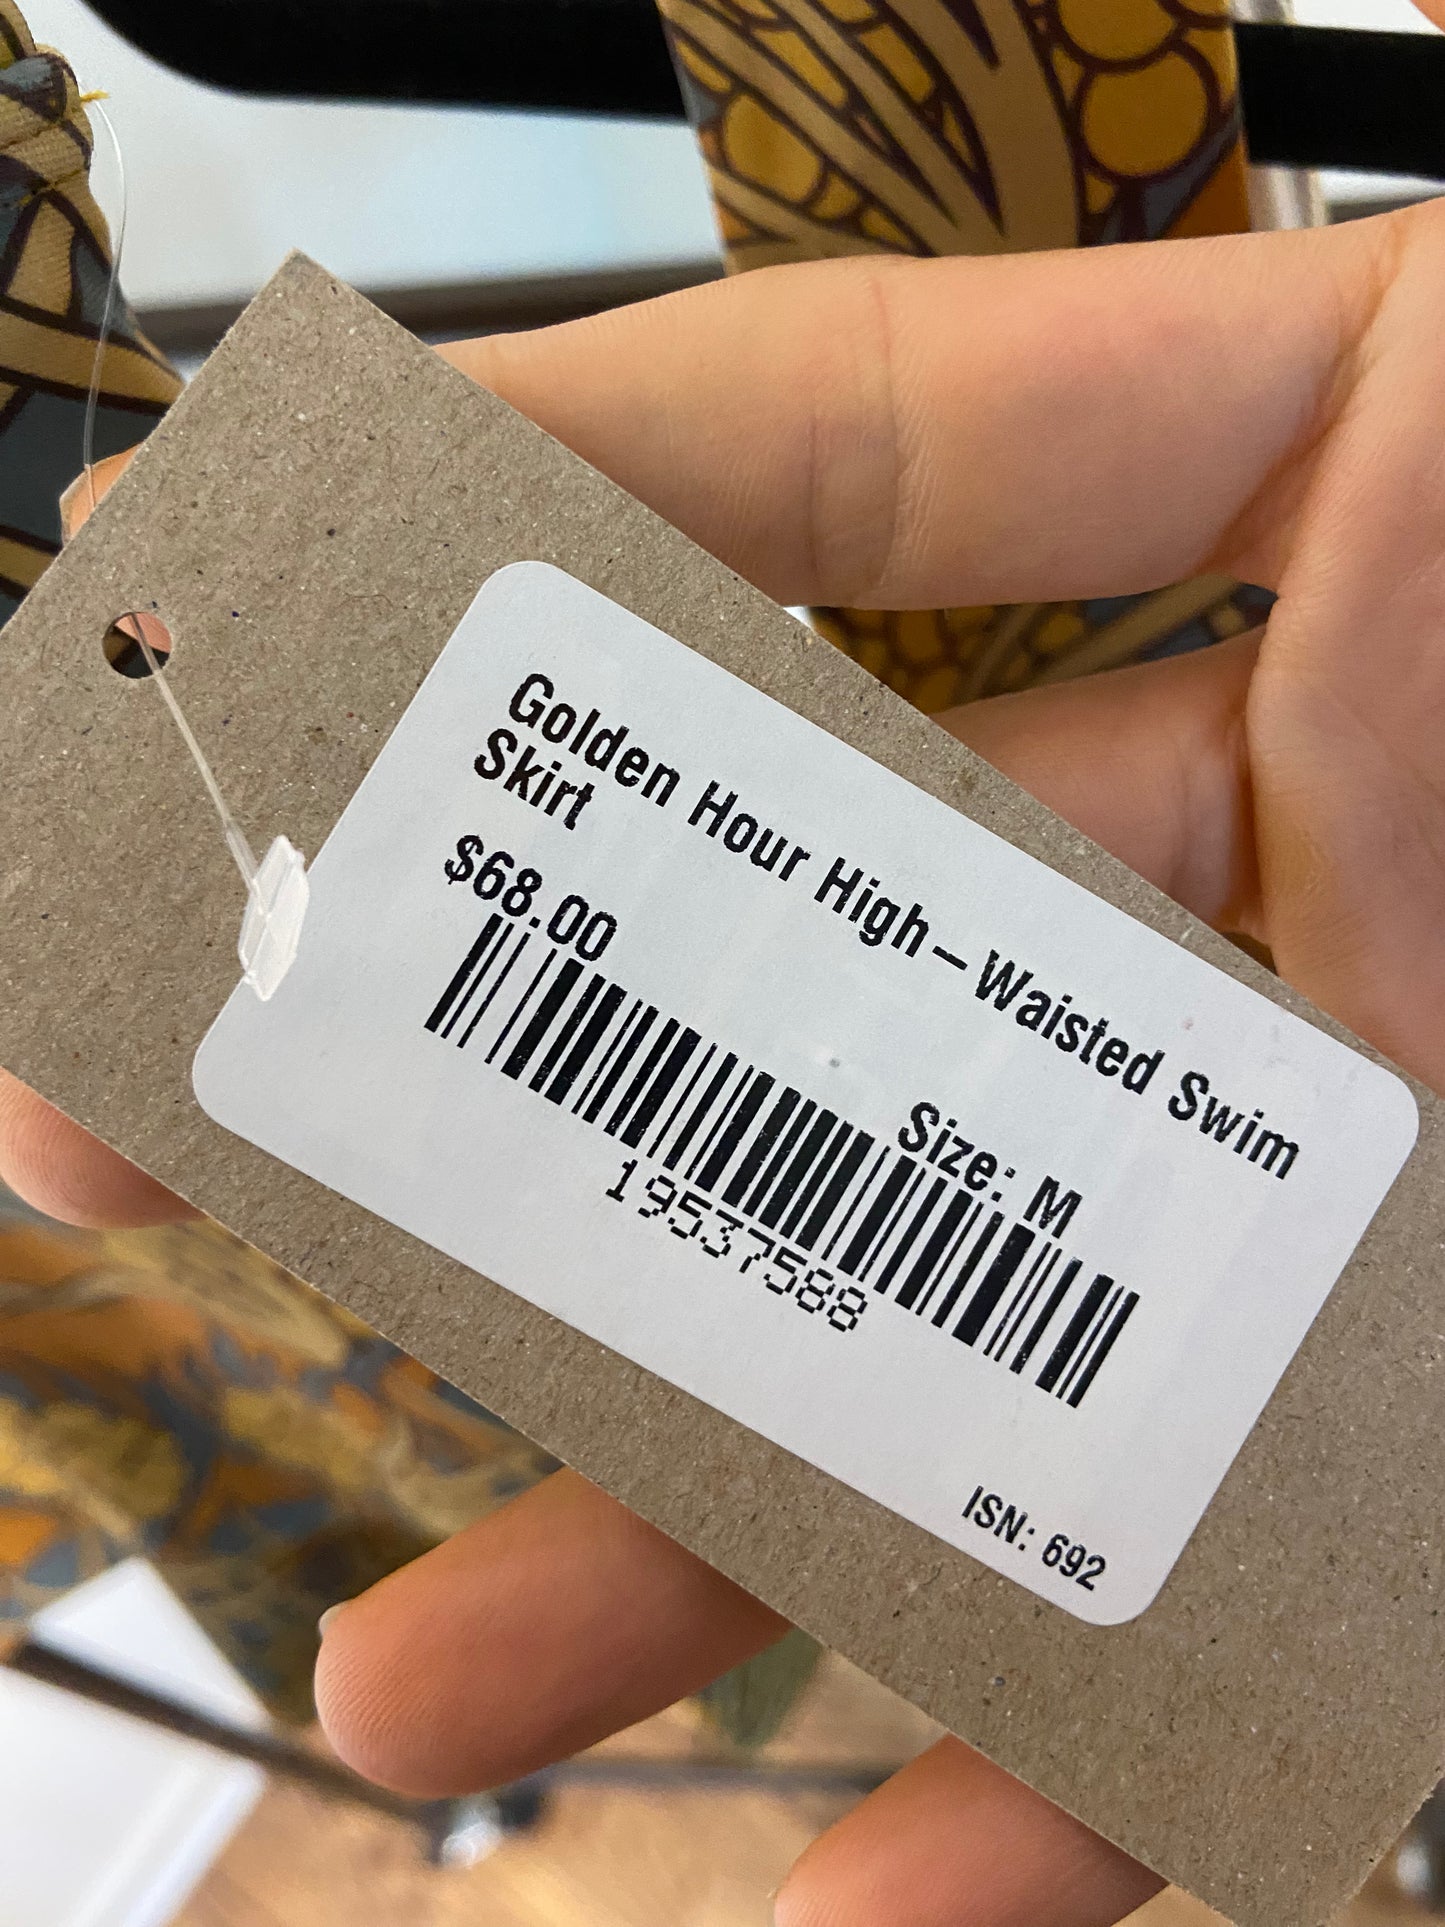 Golden Hour High-Waisted Swim
Skirt
$68.00
Size: M
19537588
ISN: 692